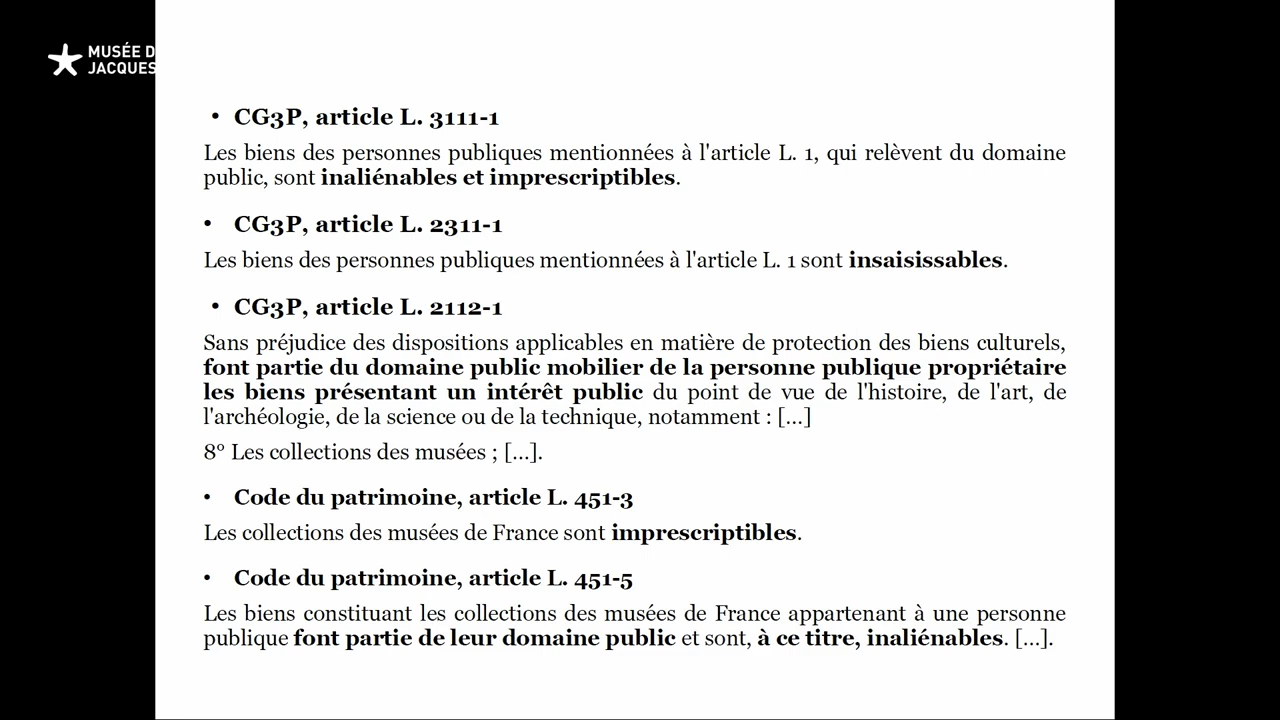 MUSÉE D
JACQUES
• CG3P, article L. 3111-1
Les biens des personnes publiques mentionnées à l'article L. 1, qui relèvent du domaine
public, sont inaliénables et imprescriptibles.
• CG3P, article L. 2311-1
Les biens des personnes publiques mentionnées à l'article L. 1 sont insaisissables.
• CG3P, article L. 2112-1
Sans préjudice des dispositions applicables en matière de protection des biens culturels,
font partie du domaine public mobilier de la personne publique propriétaire
les biens présentant un intérêt public du point de vue de l'histoire, de l'art, de
l'archéologie, de la science ou de la technique, notamment : [...]
8° Les collections des musées ; [...].
• Code du patrimoine, article L. 451-3
Les collections des musées de France sont imprescriptibles.
• Code du patrimoine, article L. 451-5
Les biens constituant les collections des musées de France appartenant à une personne
publique font partie de leur domaine public et sont, à ce titre, inaliénables. [...].